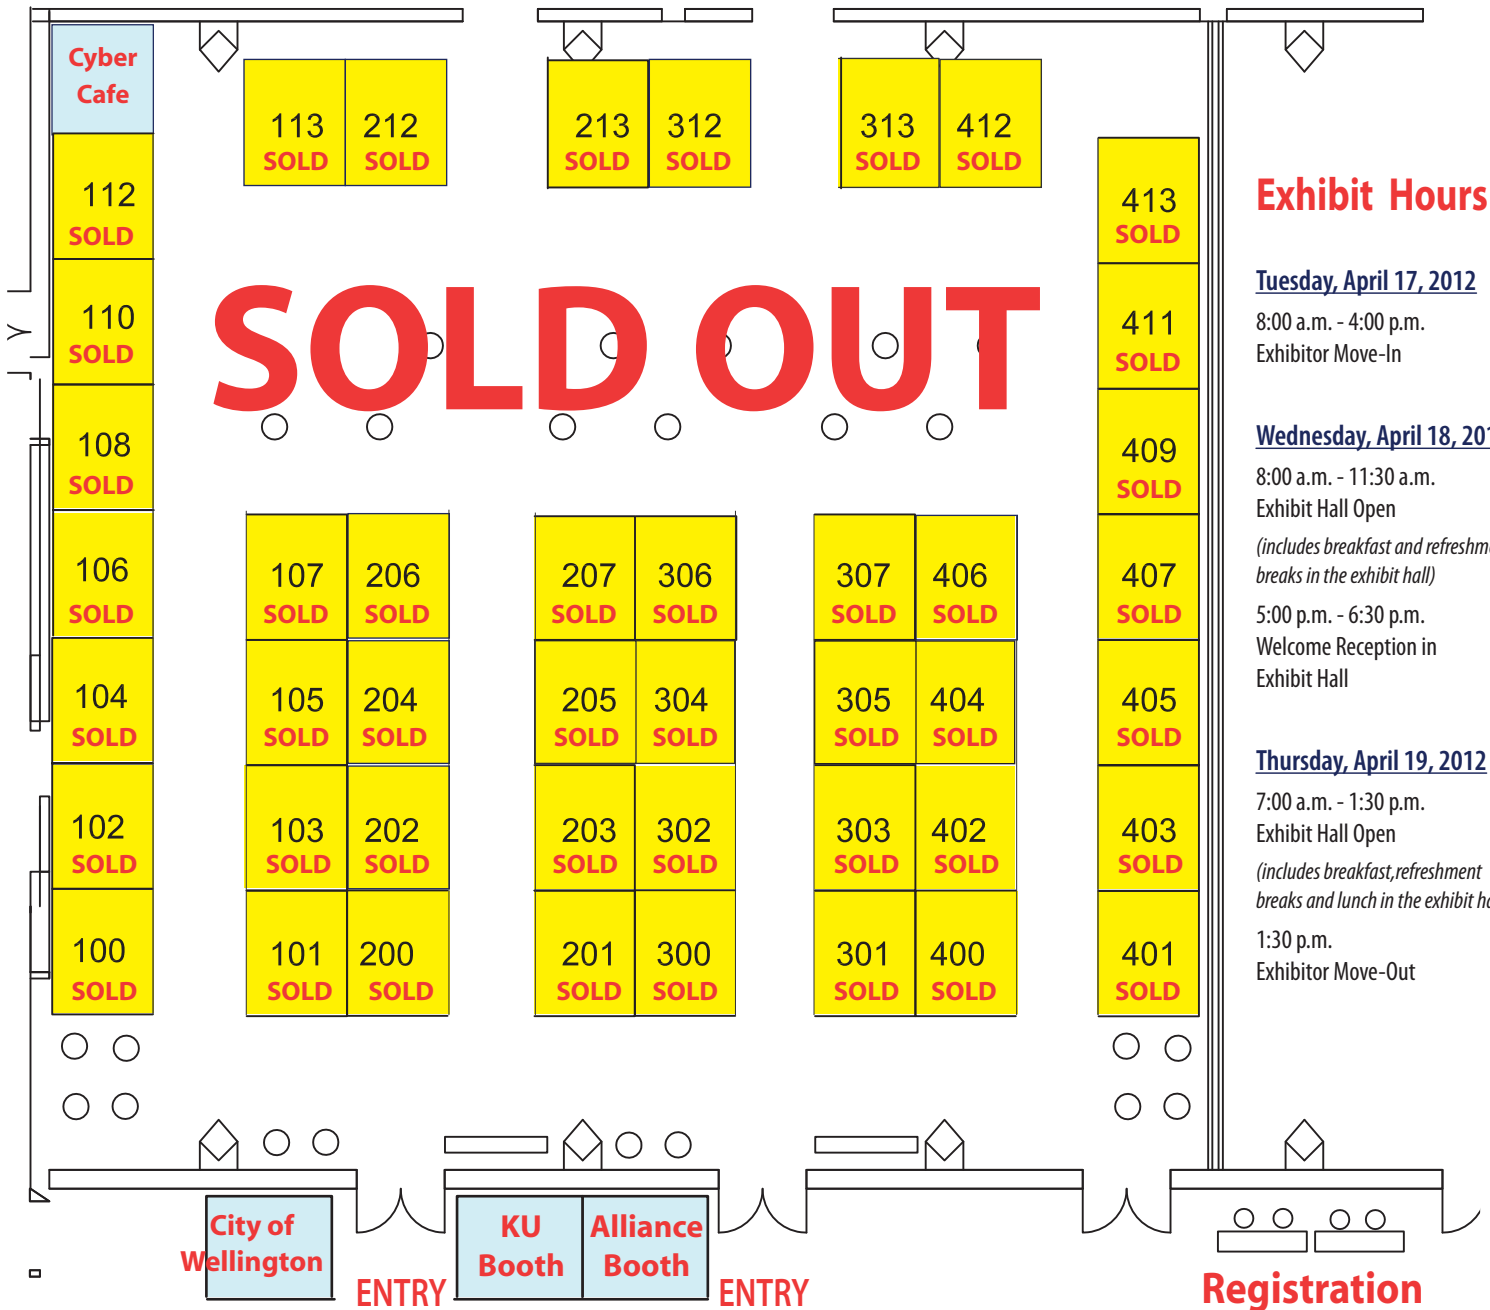 Cyber
Cafe
113 212
SOLD SOLD
213 312
SOLD SOLD
313 412
SOLD SOLD
112
SOLD
413
SOLD
110
SOLD
411
SOLD
108
SOLD
409
SOLD
SOLD OUT
106
SOLD
107 206
SOLD SOLD
207 306
SOLD SOLD
307 406
SOLD SOLD
407
SOLD
104
SOLD
105 204
SOLD SOLD
205 304
SOLD SOLD
305 404
SOLD SOLD
405
SOLD
102
SOLD
103 202
SOLD SOLD
203 302
SOLD SOLD
303 402
SOLD SOLD
403
SOLD
100
SOLD
101 200
SOLD SOLD
201 300
SOLD SOLD
301 400
SOLD SOLD
401
SOLD
Exhibit Hours
Tuesday, April 17, 2012
8:00 a.m. - 4:00 p.m.
Exhibitor Move-In
Wednesday, April 18,
8:00 a.m. - 11:30 a.m.
Exhibit Hall Open
(includes breakfast and
breaks in the exhibit hall)
5:00 p.m. - 6:30 p.m.
Welcome Reception in
Exhibit Hall
Thursday, April 19, 2012
7:00 a.m. - 1:30 p.m.
Exhibit Hall Open
(includes breakfast,refreshment
breaks and lunch in the exhibit
1:30 p.m.
Exhibitor Move-Out
City of
Wellington
ENTRY
KU
Booth
Alliance
Booth
ENTRY
Registration